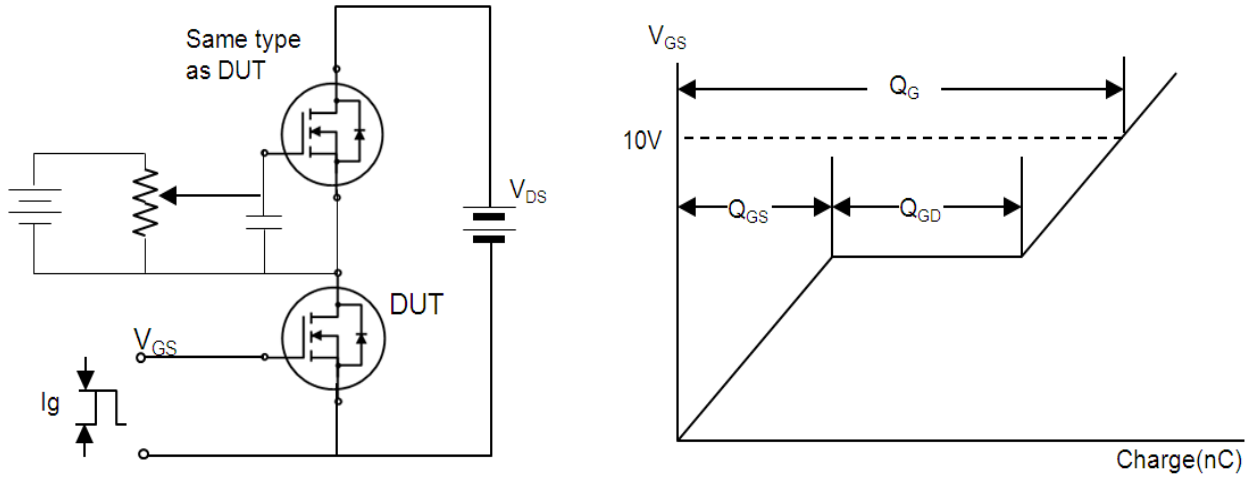 Same type
as DUT
VDS
DUT
VGS
Ig
VGS
QG
10V
QGS
QGD
Charge(nC)